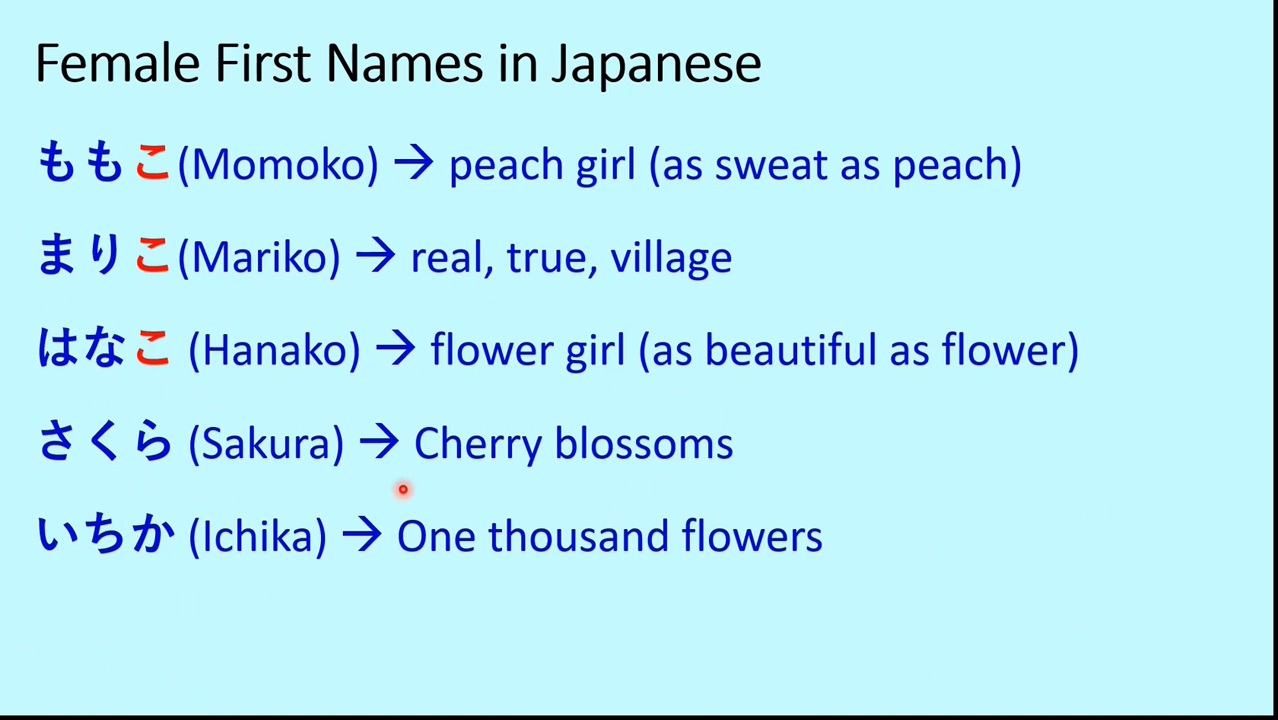 Female First Names in Japanese
ももこ(Momoko) → peach girl (as sweat as peach)
まりこ(Mariko) → real, true, village
はなこ (Hanako) → flower girl (as beautiful as flower)
さくら (Sakura) → Cherry blossoms
いちか (Ichika) → One thousand flowers